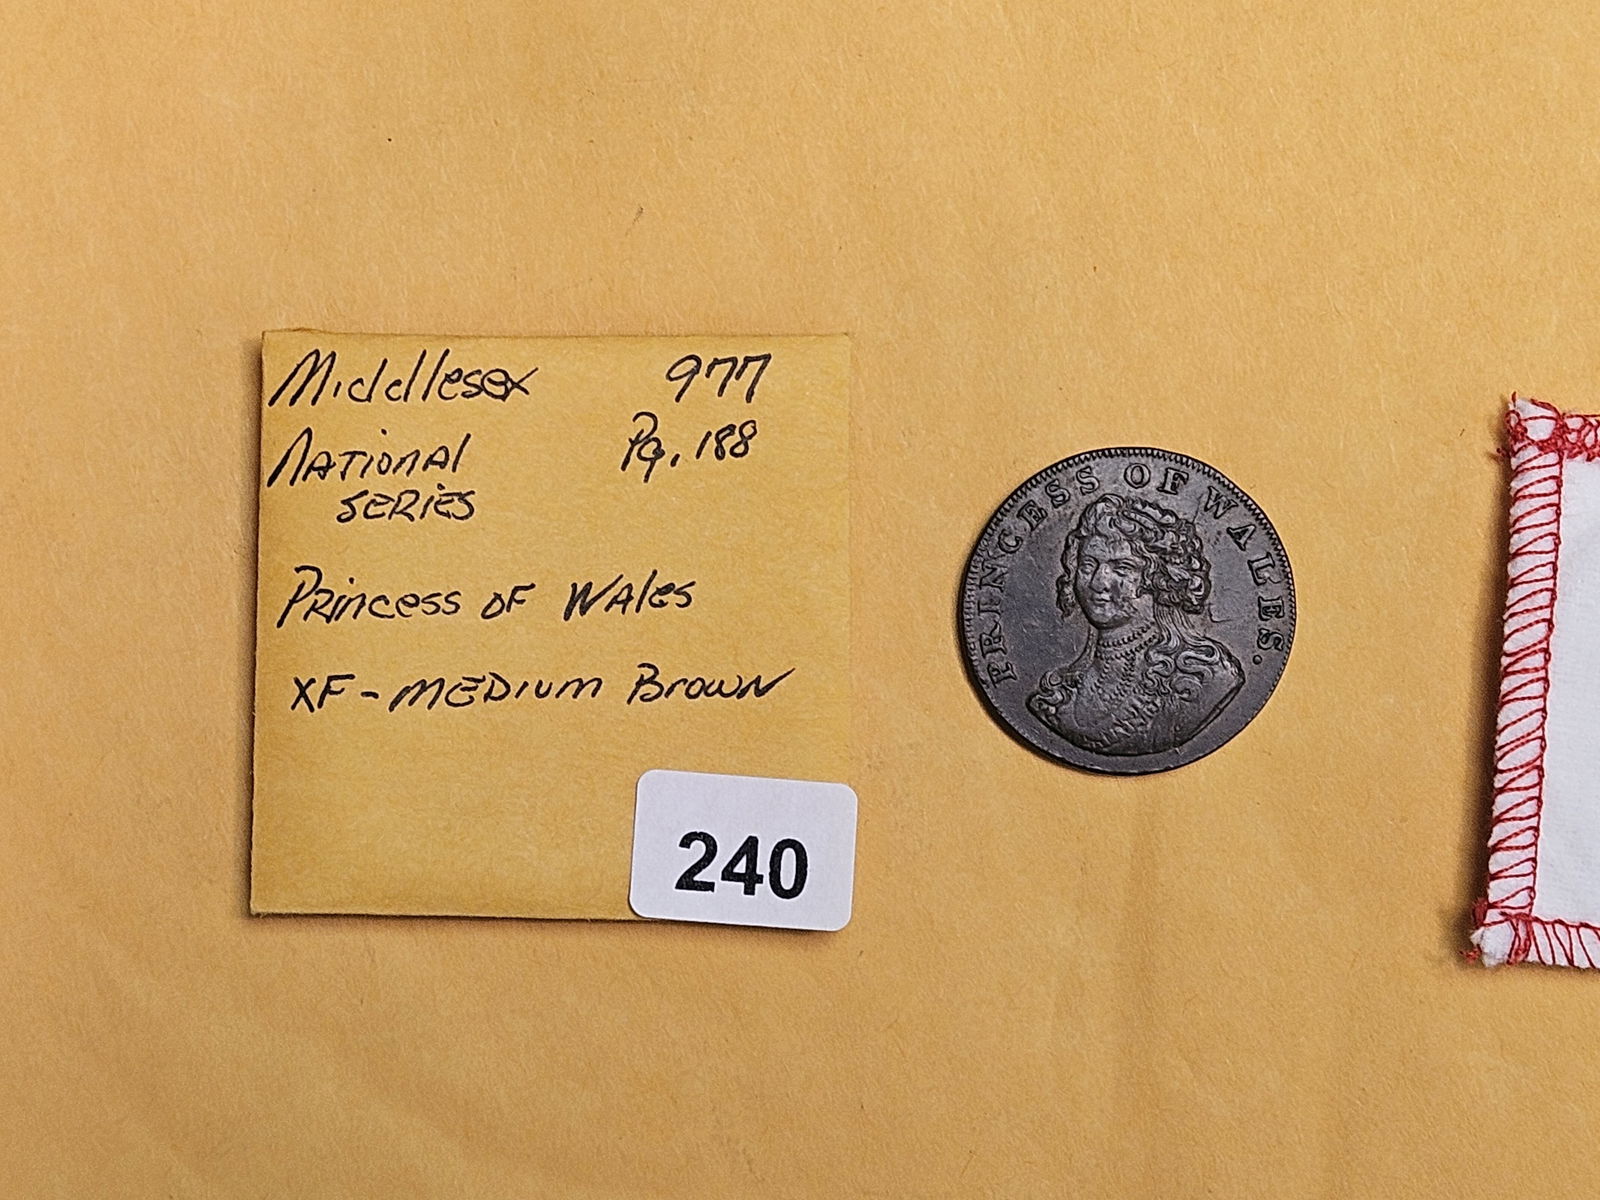 Middlesex 977
National Pg. 188
Series
Princess of Wales
XF - Medium Brown
240
PRINCESS OF WALES.